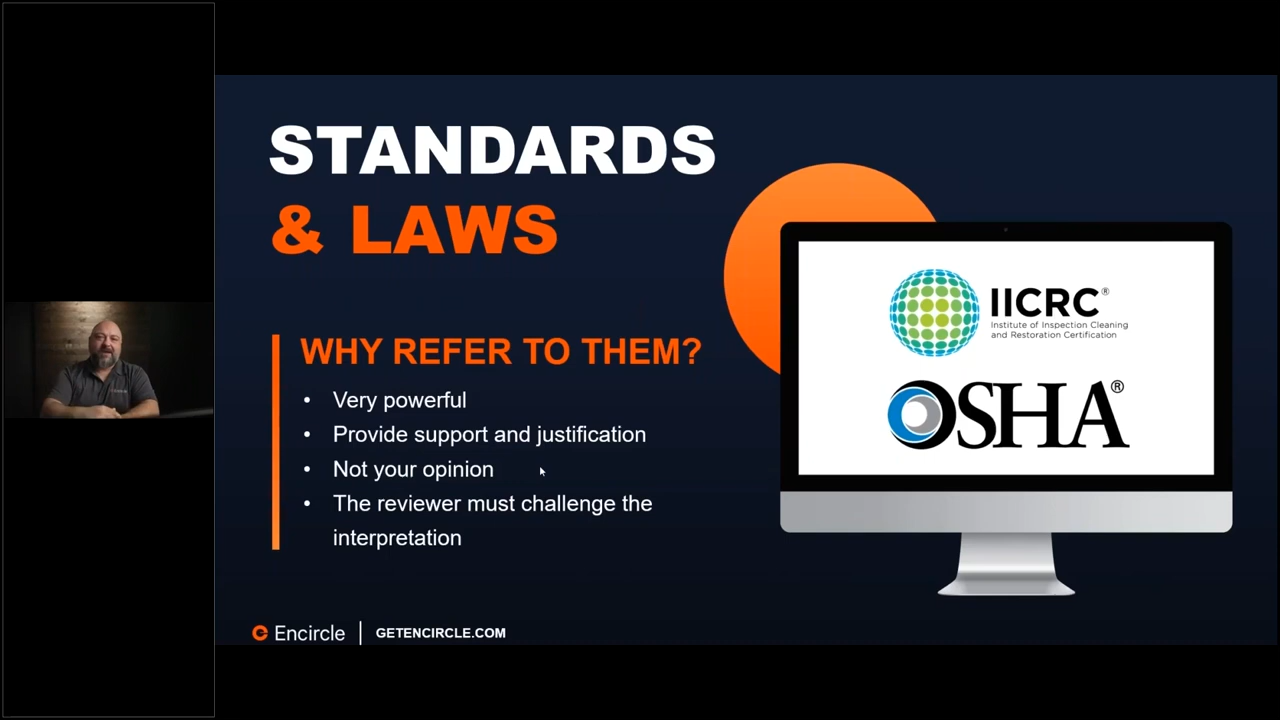 STANDARDS
& LAWS
WHY REFER TO THEM?
• Very powerful
• Provide support and justification
• Not your opinion
• The reviewer must challenge the
interpretation
IICRC®
Institute of Inspection Cleaning
and Restoration Certification
OSHA®
Encircle | GETENCIRCLE.COM